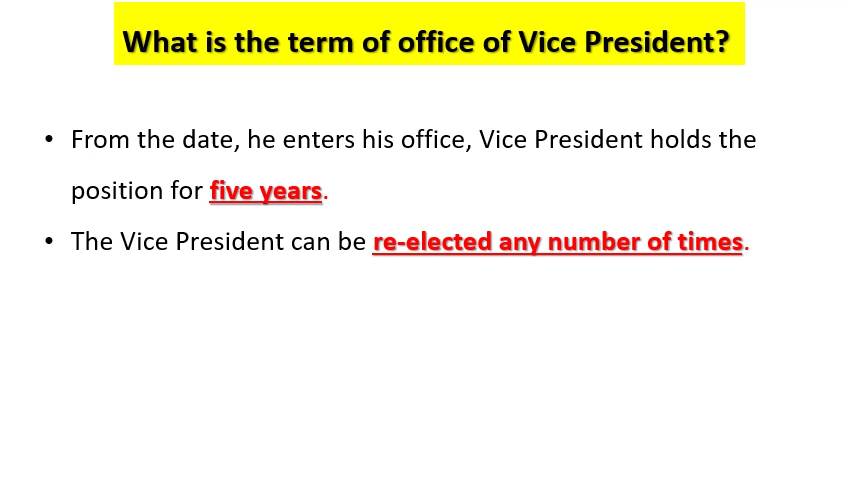 What is the term of office of Vice President?
• From the date, he enters his office, Vice President holds the
position for five years.
• The Vice President can be re-elected any number of times.